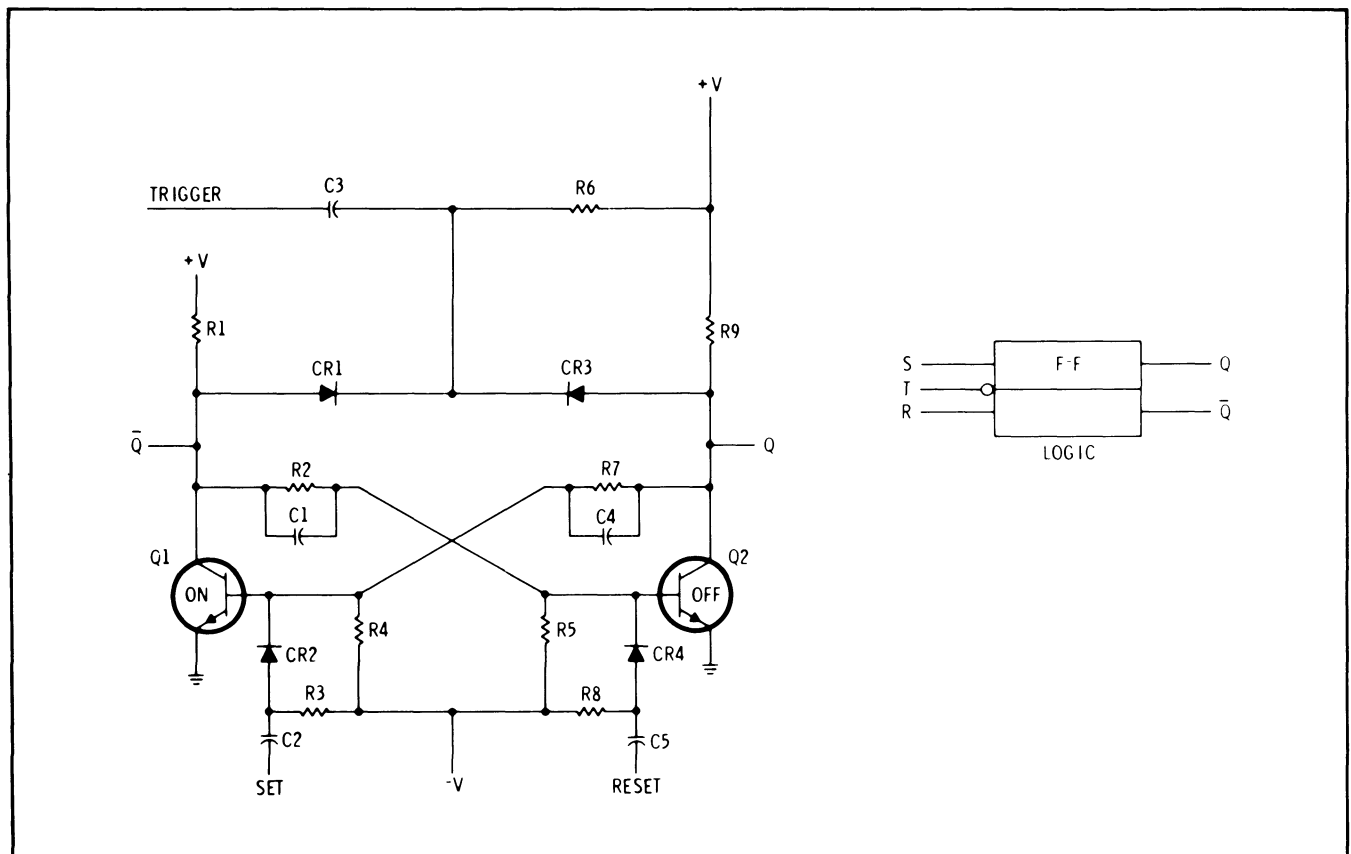 +V
TRIGGER
C3
R6
+V
R1
R9
CR1
CR3
S
F-F
Q
T
R
Q̅
LOGIC
Q̅
Q
R2
R7
C1
C4
Q1
Q2
ON
OFF
R4
R5
CR2
CR4
R3
R8
C2
C5
SET
-V
RESET